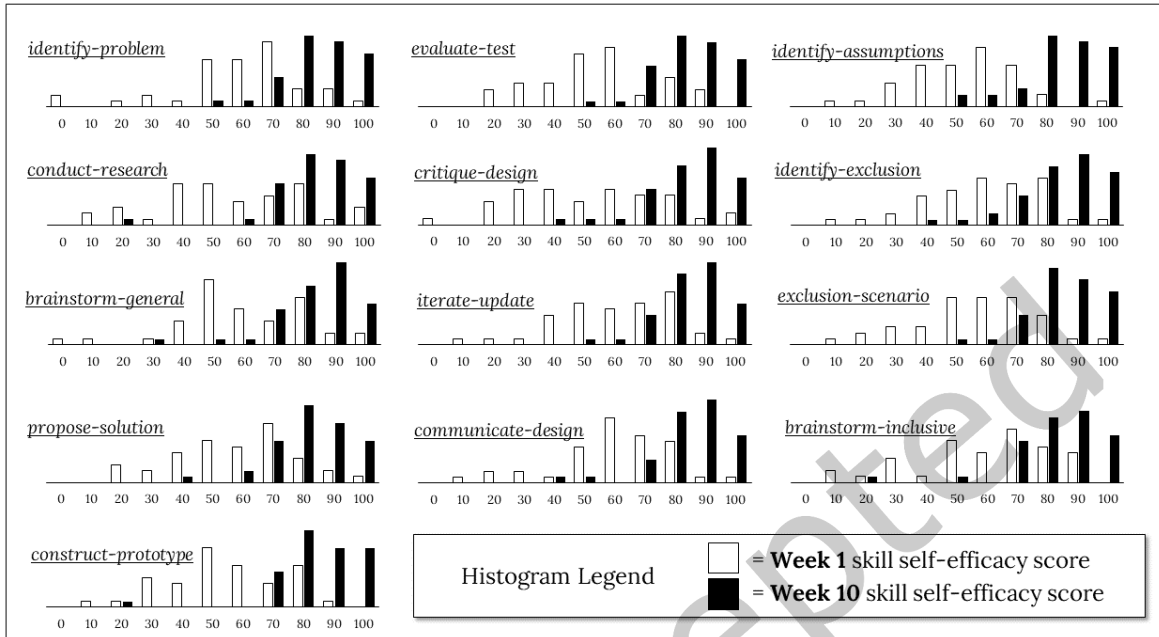 identify-problem
0 10 20 30 40 50 60 70 80 90 100
evaluate-test
0 10 20 30 40 50 60 70 80 90 100
identify-assumptions
0 10 20 30 40 50 60 70 80 90 100
conduct-research
0 10 20 30 40 50 60 70 80 90 100
critique-design
0 10 20 30 40 50 60 70 80 90 100
identify-exclusion
0 10 20 30 40 50 60 70 80 90 100
brainstorm-general
0 10 20 30 40 50 60 70 80 90 100
iterate-update
0 10 20 30 40 50 60 70 80 90 100
exclusion-scenario
0 10 20 30 40 50 60 70 80 90 100
propose-solution
0 10 20 30 40 50 60 70 80 90 100
communicate-design
0 10 20 30 40 50 60 70 80 90 100
brainstorm-inclusive
0 10 20 30 40 50 60 70 80 90 100
construct-prototype
0 10 20 30 40 50 60 70 80 90 100
Histogram Legend
= Week 1 skill self-efficacy score
= Week 10 skill self-efficacy score
epted